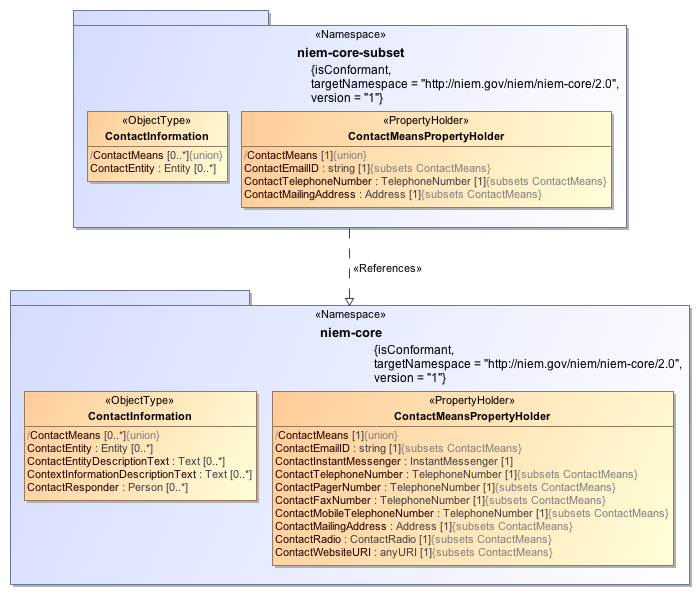 «Namespace»
niem-core-subset
{isConformant,
targetNamespace = "http://niem.gov/niem/niem-core/2.0",
version = "1"}
«ObjectType»
ContactInformation
/ContactMeans [0..*]{union}
ContactEntity : Entity [0..*]
«PropertyHolder»
ContactMeansPropertyHolder
/ContactMeans [1]{union}
ContactEmailID : string [1]{subsets ContactMeans}
ContactTelephoneNumber : TelephoneNumber [1]{subsets ContactMeans}
ContactMailingAddress : Address [1]{subsets ContactMeans}
«References»
«Namespace»
niem-core
{isConformant,
targetNamespace = "http://niem.gov/niem/niem-core/2.0",
version = "1"}
«ObjectType»
ContactInformation
/ContactMeans [0..*]{union}
ContactEntity : Entity [0..*]
ContactEntityDescriptionText : Text [0..*]
ContextInformationDescriptionText : Text [0..*]
ContactResponder : Person [0..*]
«PropertyHolder»
ContactMeansPropertyHolder
/ContactMeans [1]{union}
ContactEmailID : string [1]{subsets ContactMeans}
ContactInstantMessenger : InstantMessenger [1]
ContactTelephoneNumber : TelephoneNumber [1]{subsets ContactMeans}
ContactPagerNumber : TelephoneNumber [1]{subsets ContactMeans}
ContactFaxNumber : TelephoneNumber [1]{subsets ContactMeans}
ContactMobileTelephoneNumber : TelephoneNumber [1]{subsets ContactMeans}
ContactMailingAddress : Address [1]{subsets ContactMeans}
ContactRadio : ContactRadio [1]{subsets ContactMeans}
ContactWebsiteURI : anyURI [1]{subsets ContactMeans}